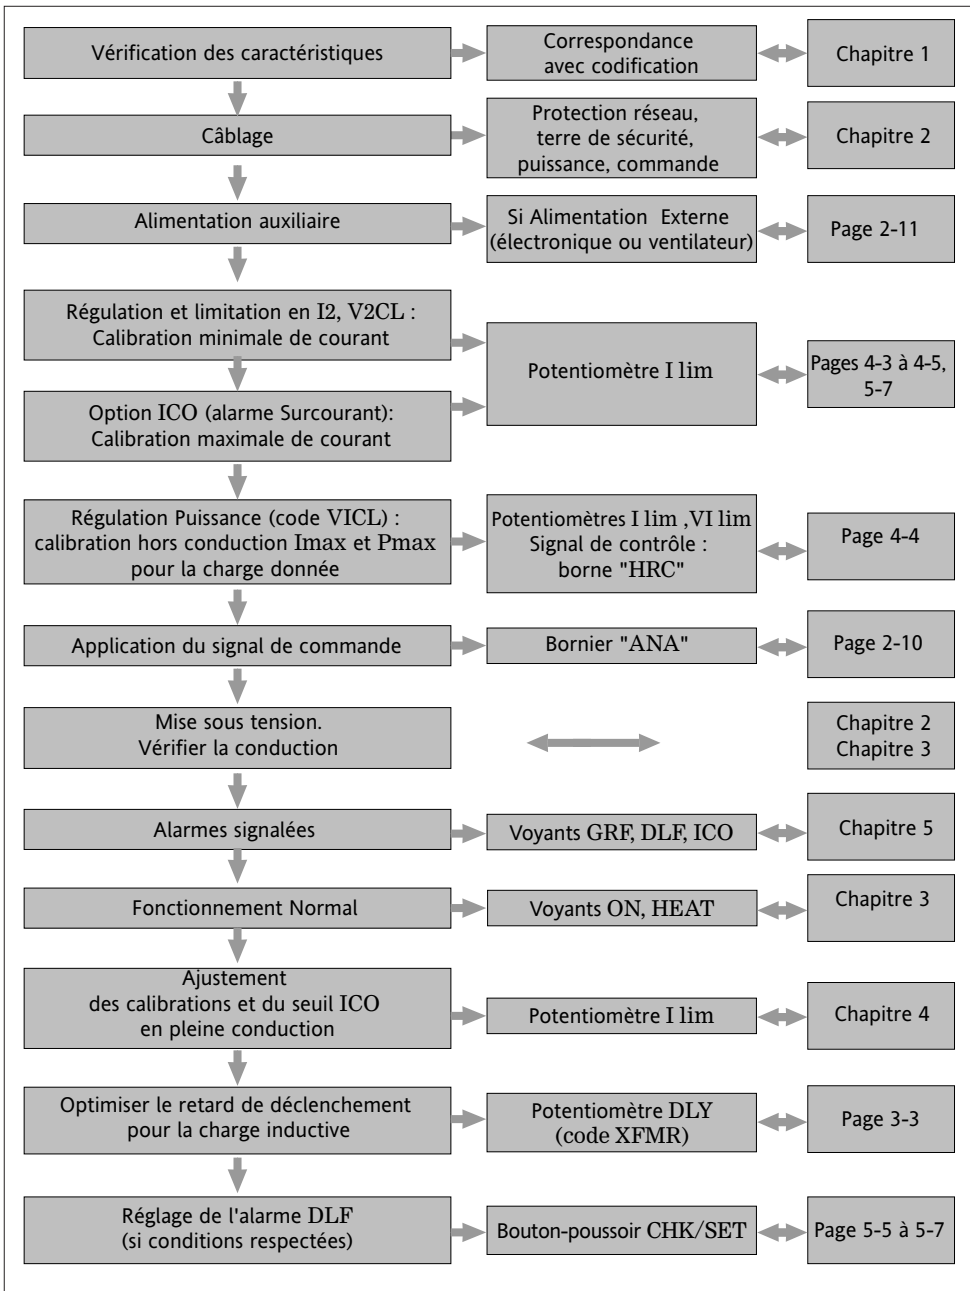 Vérification des caractéristiques
Correspondance
avec codification
Chapitre 1
Câblage
Protection réseau,
terre de sécurité,
puissance, commande
Chapitre 2
Alimentation auxiliaire
Si Alimentation Externe
(électronique ou ventilateur)
Page 2-11
Régulation et limitation en I2, V2CL :
Calibration minimale de courant
Potentiomètre I lim
Pages 4-3 à 4-5,
5-7
Option ICO (alarme Surcourant):
Calibration maximale de courant
Régulation Puissance (code VICL) :
calibration hors conduction Imax et Pmax
pour la charge donnée
Potentiomètres I lim ,VI lim
Signal de contrôle :
borne "HRC"
Page 4-4
Application du signal de commande
Bornier "ANA"
Page 2-10
Mise sous tension.
Vérifier la conduction
Chapitre 2
Chapitre 3
Alarmes signalées
Voyants GRF, DLF, ICO
Chapitre 5
Fonctionnement Normal
Voyants ON, HEAT
Chapitre 3
Ajustement
des calibrations et du seuil ICO
en pleine conduction
Potentiomètre I lim
Chapitre 4
Optimiser le retard de déclenchement
pour la charge inductive
Potentiomètre DLY
(code XFMR)
Page 3-3
Réglage de l'alarme DLF
(si conditions respectées)
Bouton-poussoir CHK/SET
Page 5-5 à 5-7